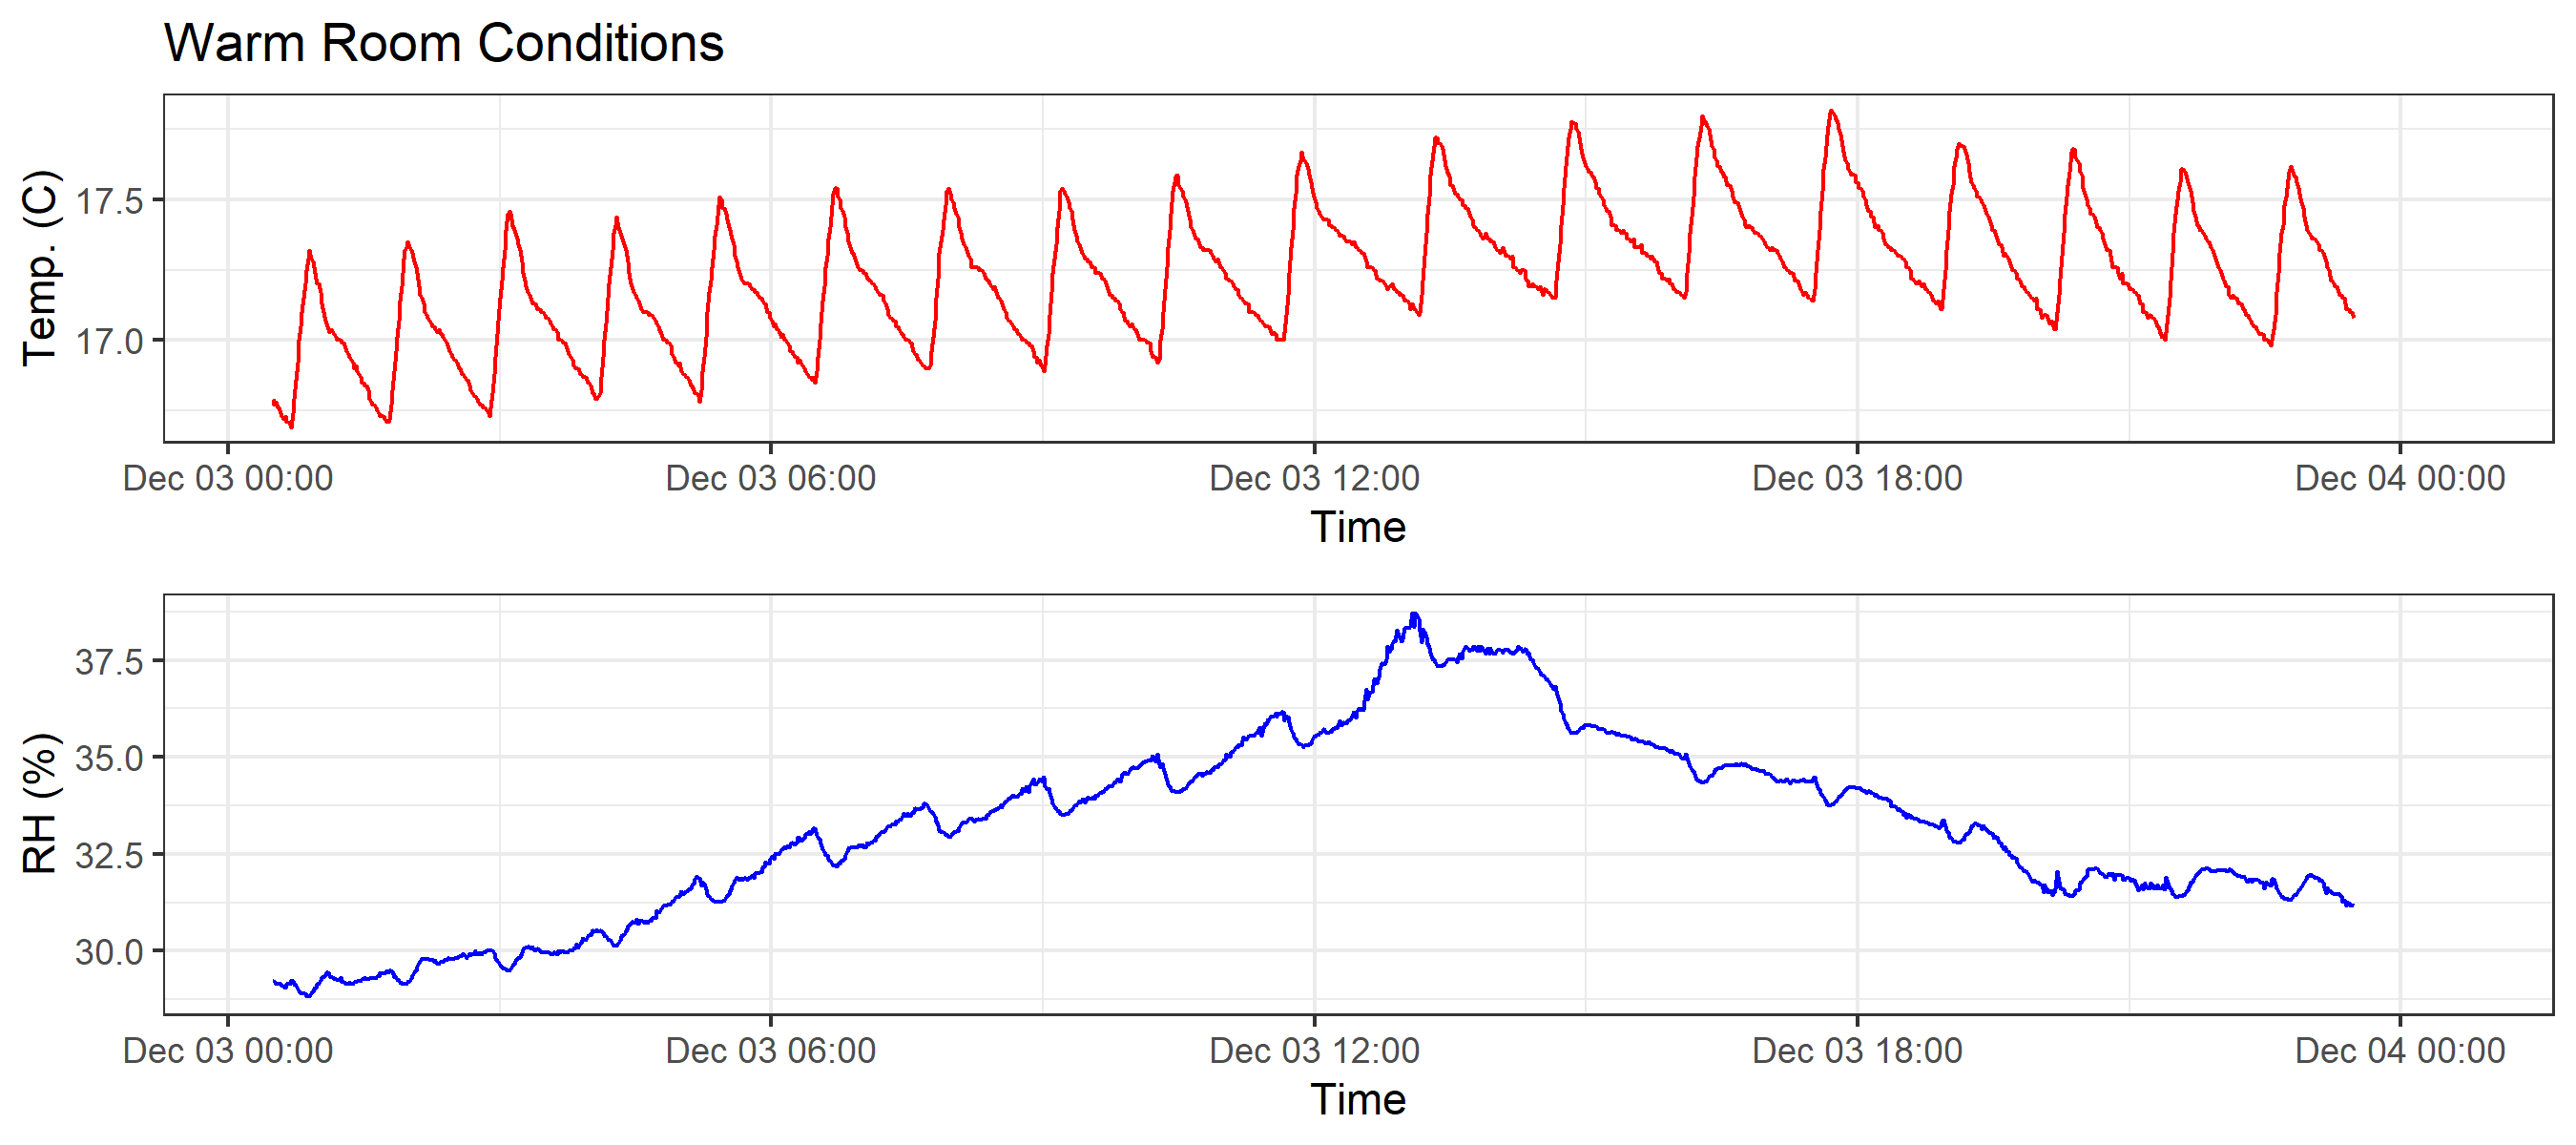 Warm Room Conditions
Temp. (C)
17.5
17.0
Dec 03 00:00 Dec 03 06:00 Dec 03 12:00 Dec 03 18:00 Dec 04 00:00
Time
RH (%)
37.5
35.0
32.5
30.0
Dec 03 00:00 Dec 03 06:00 Dec 03 12:00 Dec 03 18:00 Dec 04 00:00
Time